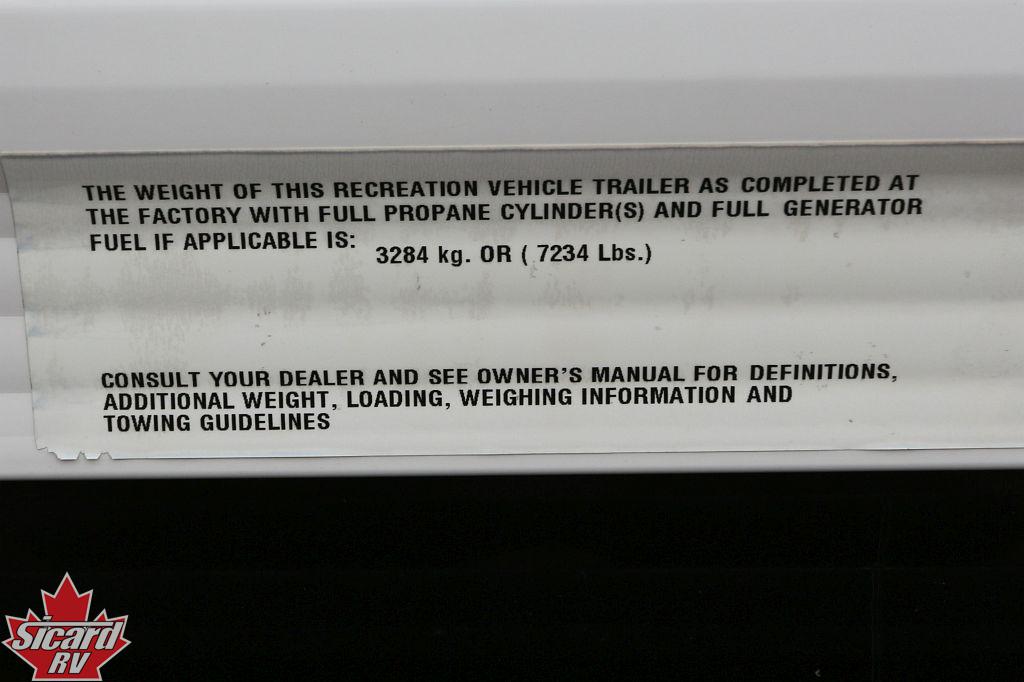 THE WEIGHT OF THIS RECREATION VEHICLE TRAILER AS COMPLETED AT
THE FACTORY WITH FULL PROPANE CYLINDER(S) AND FULL GENERATOR
FUEL IF APPLICABLE IS:
3284 kg. OR ( 7234 Lbs.)
CONSULT YOUR DEALER AND SEE OWNER'S MANUAL FOR DEFINITIONS,
ADDITIONAL WEIGHT, LOADING, WEIGHING INFORMATION AND
TOWING GUIDELINES
Sicard
RV